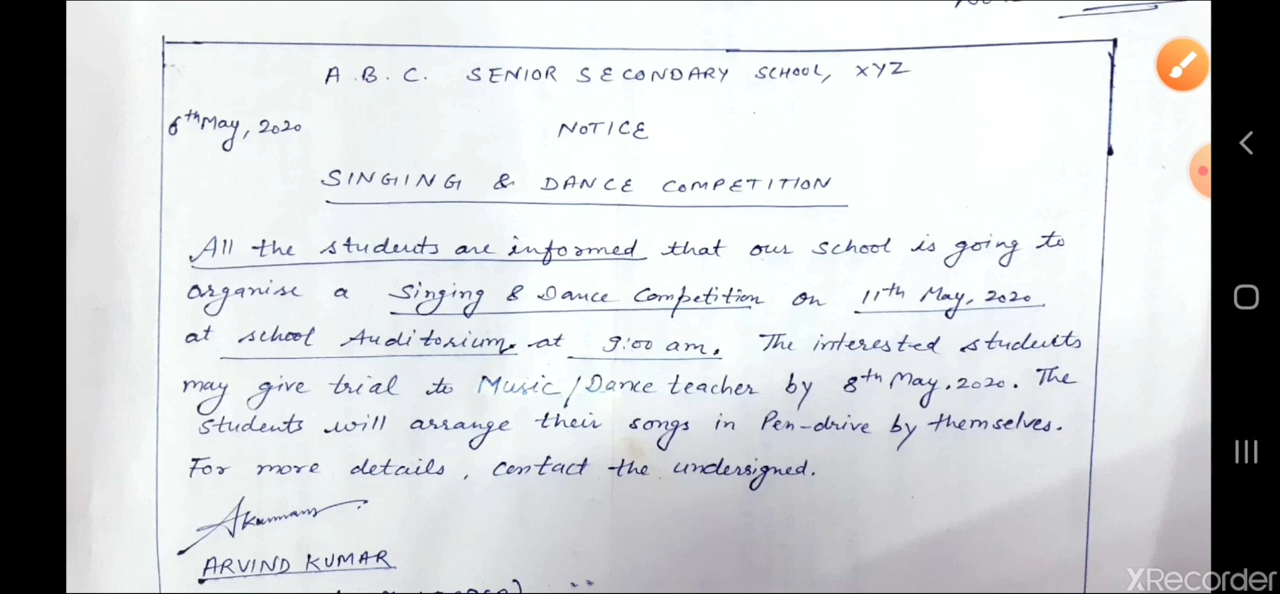 A.B.C. SENIOR SECONDARY SCHOOL, XYZ
6th May, 2020
NOTICE
SINGING & DANCE COMPETITION
All the students are informed that our school is going to
organise a Singing & Dance Competition on 11th May, 2020
at school Auditorium. at 9:00 am. The interested students
may give trial to Music/Dance teacher by 8th May, 2020. The
students will arrange their songs in Pen-drive by themselves.
For more details, contact the undersigned.
Akumar
ARVIND KUMAR
XRecorder